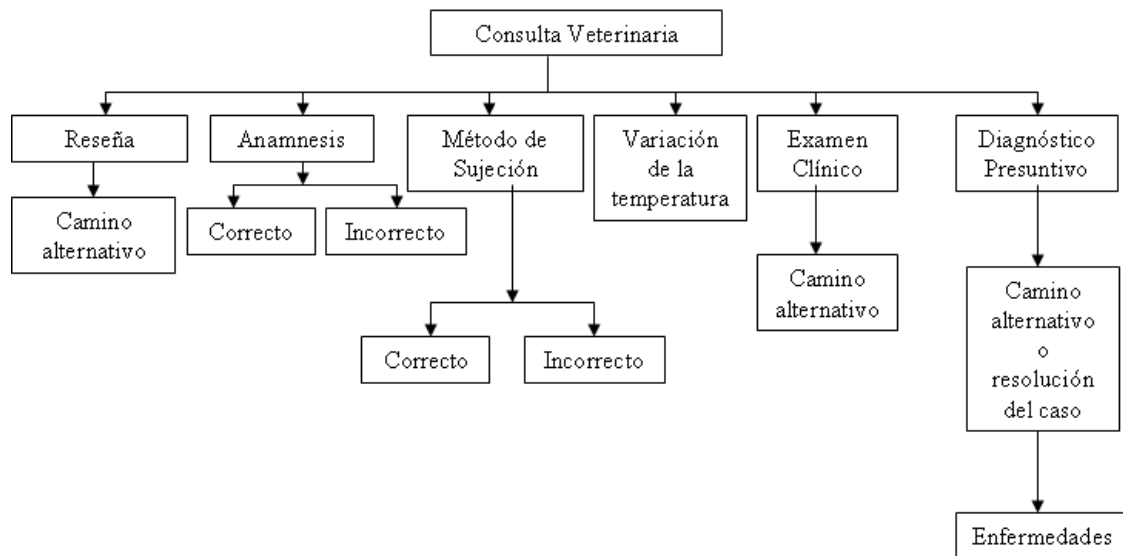 Consulta Veterinaria
Reseña
Anamnesis
Método de
Sujeción
Variación
de la
temperatura
Examen
Clínico
Diagnóstico
Presuntivo
Camino
alternativo
Correcto
Incorrecto
Camino
alternativo
Camino
alternativo
o
resolución
del caso
Correcto
Incorrecto
Enfermedades